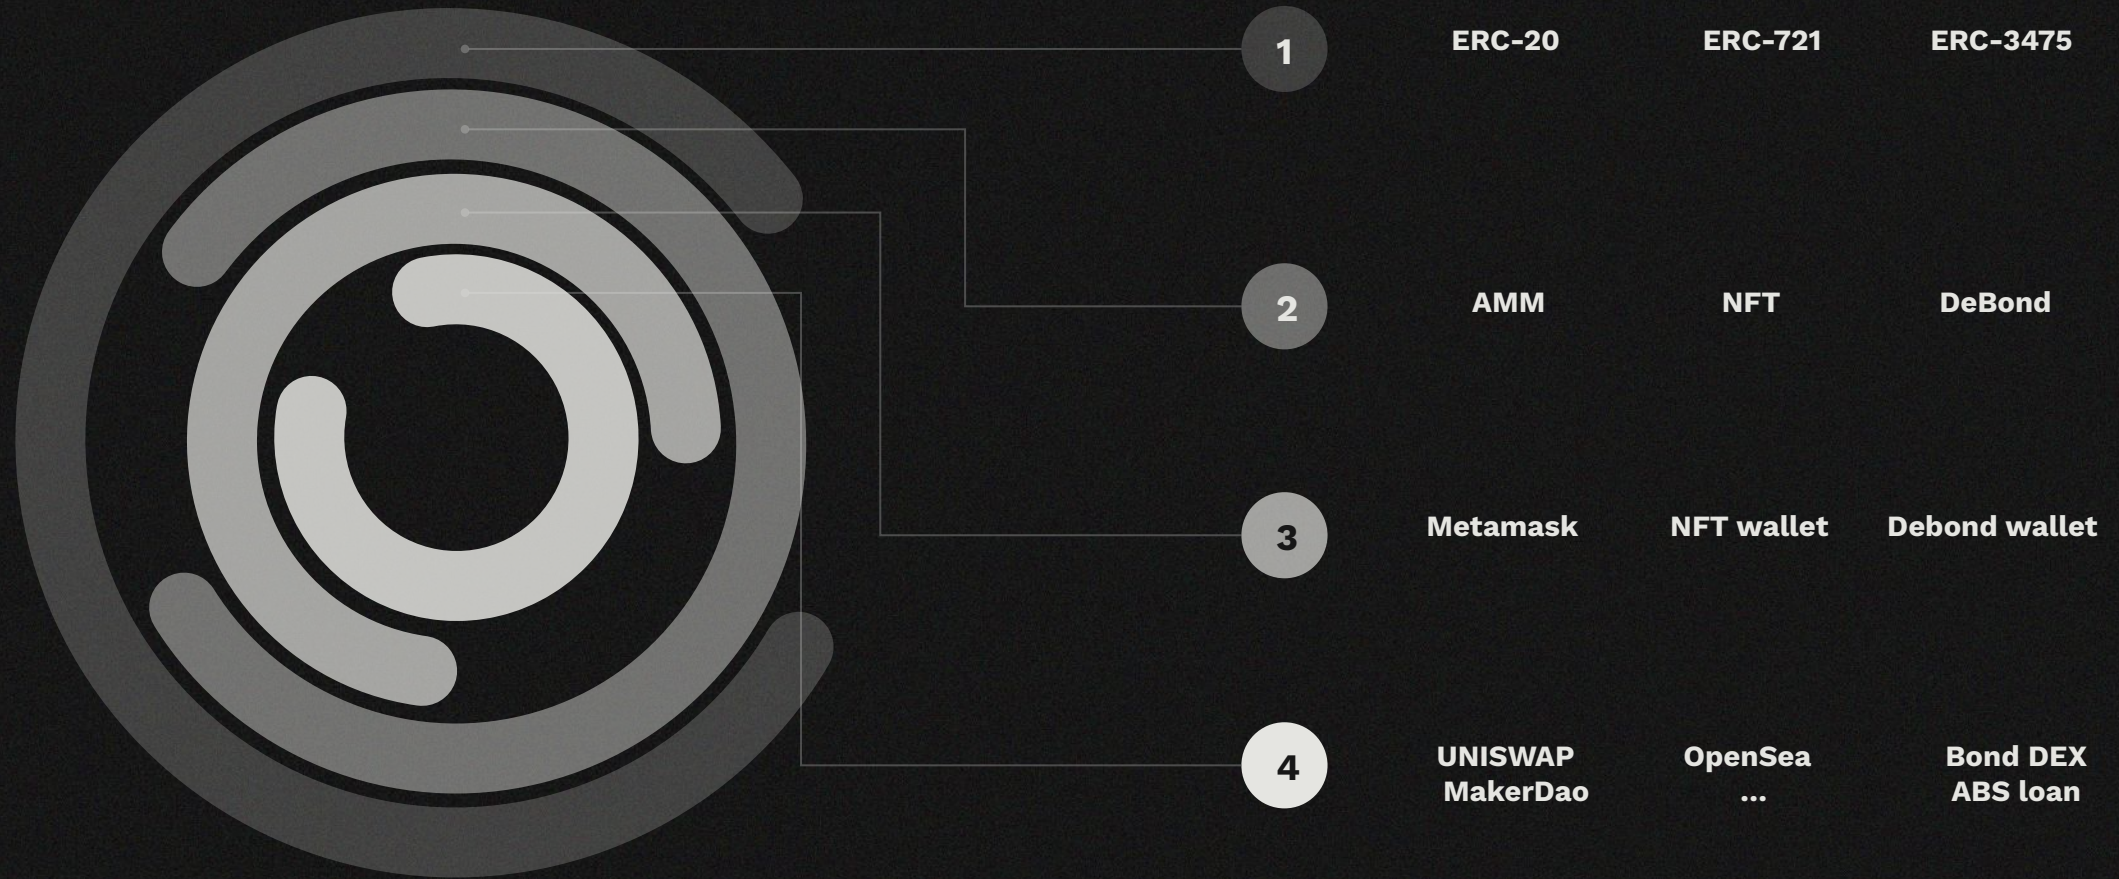 1 ERC-20 ERC-721 ERC-3475
2 AMM NFT DeBond
3 Metamask NFT wallet Debond wallet
4 UNISWAP OpenSea Bond DEX
MakerDao ... ABS loan